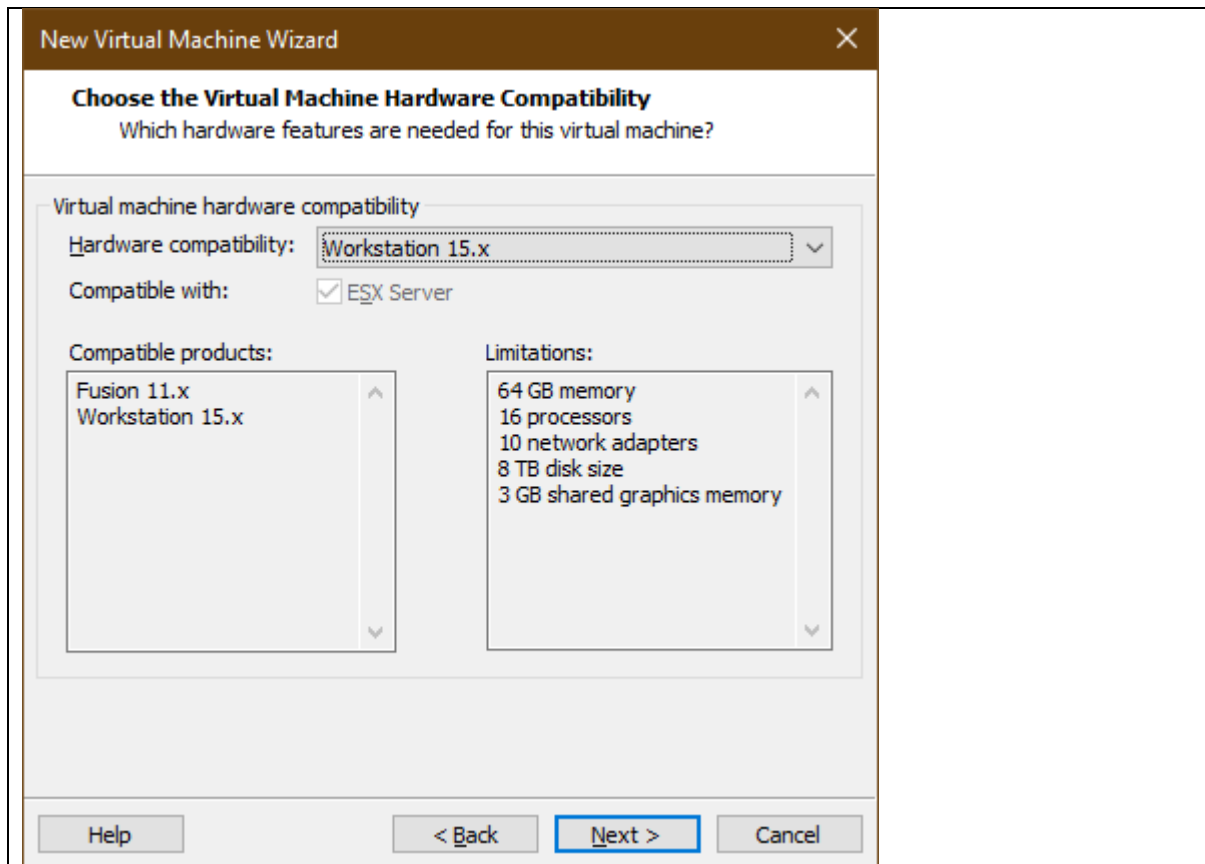 New Virtual Machine Wizard
Choose the Virtual Machine Hardware Compatibility
Which hardware features are needed for this virtual machine?
Virtual machine hardware compatibility
Hardware compatibility: Workstation 15.x
Compatible with: ESX Server
Compatible products:
Fusion 11.x
Workstation 15.x
Limitations:
64 GB memory
16 processors
10 network adapters
8 TB disk size
3 GB shared graphics memory
Help < Back Next > Cancel